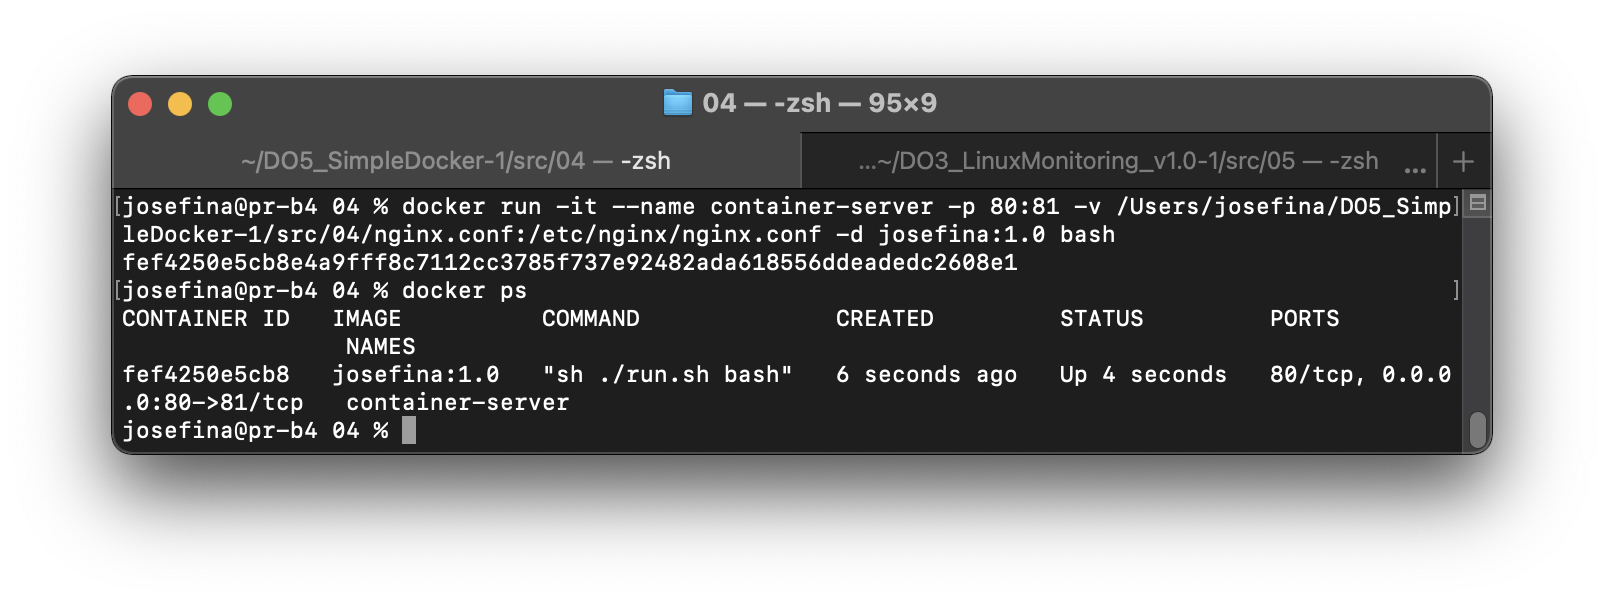 04 — -zsh — 95×9
~/DO5_SimpleDocker-1/src/04 — -zsh
...~/DO3_LinuxMonitoring_v1.0-1/src/05 — -zsh ... +
[josefina@pr-b4 04 % docker run -it --name container-server -p 80:81 -v /Users/josefina/DO5_Simp]
leDocker-1/src/04/nginx.conf:/etc/nginx/nginx.conf -d josefina:1.0 bash
fef4250e5cb8e4a9fff8c7112cc3785f737e92482ada618556ddeadedc2608e1
[josefina@pr-b4 04 % docker ps ]
CONTAINER ID   IMAGE          COMMAND              CREATED         STATUS         PORTS
                NAMES
fef4250e5cb8   josefina:1.0   "sh ./run.sh bash"   6 seconds ago   Up 4 seconds   80/tcp, 0.0.0
.0:80->81/tcp   container-server
josefina@pr-b4 04 %